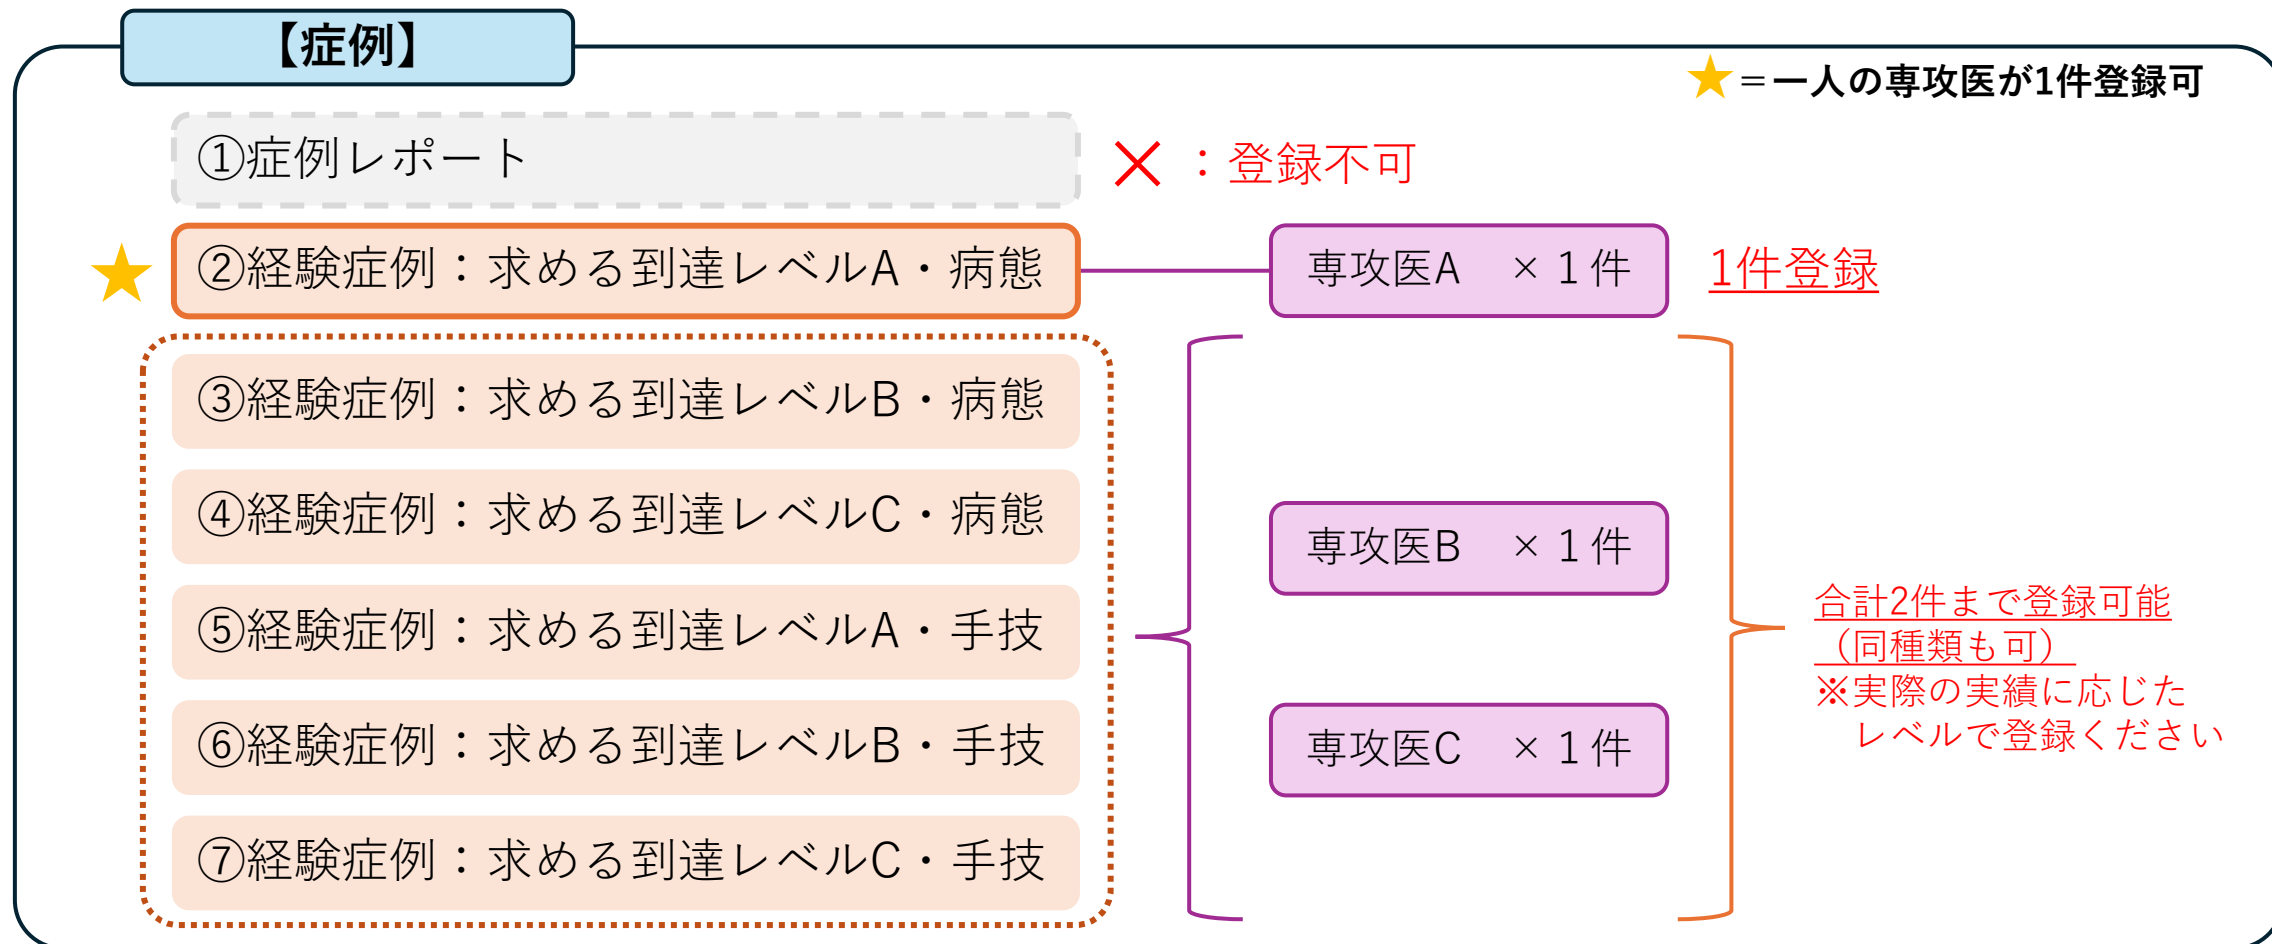 【症例】
★＝一人の専攻医が1件登録可
①症例レポート
×：登録不可
★
②経験症例：求める到達レベルA・病態
専攻医A　×１件
1件登録
③経験症例：求める到達レベルB・病態
④経験症例：求める到達レベルC・病態
⑤経験症例：求める到達レベルA・手技
⑥経験症例：求める到達レベルB・手技
⑦経験症例：求める到達レベルC・手技
専攻医B　×１件
専攻医C　×１件
合計2件まで登録可能
（同種類も可）
※実際の実績に応じた
レベルで登録ください